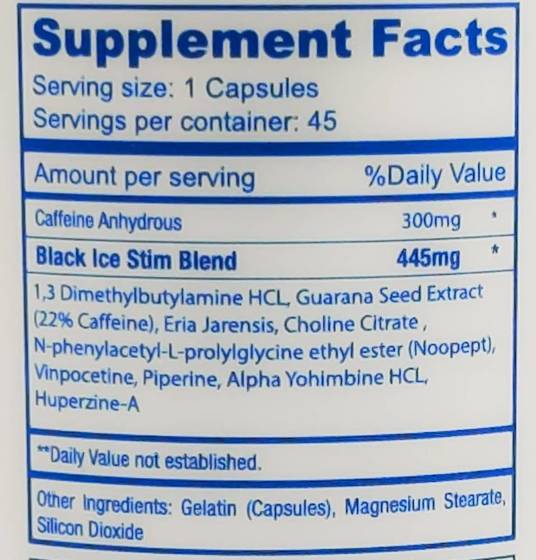 Supplement Facts
Serving size: 1 Capsules
Servings per container: 45
Amount per serving %Daily Value
Caffeine Anhydrous 300mg *
Black Ice Stim Blend 445mg *
1,3 Dimethylbutylamine HCL, Guarana Seed Extract
(22% Caffeine), Eria Jarensis, Choline Citrate ,
N-phenylacetyl-L-prolylglycine ethyl ester (Noopept),
Vinpocetine, Piperine, Alpha Yohimbine HCL,
Huperzine-A
**Daily Value not established.
Other Ingredients: Gelatin (Capsules), Magnesium Stearate,
Silicon Dioxide